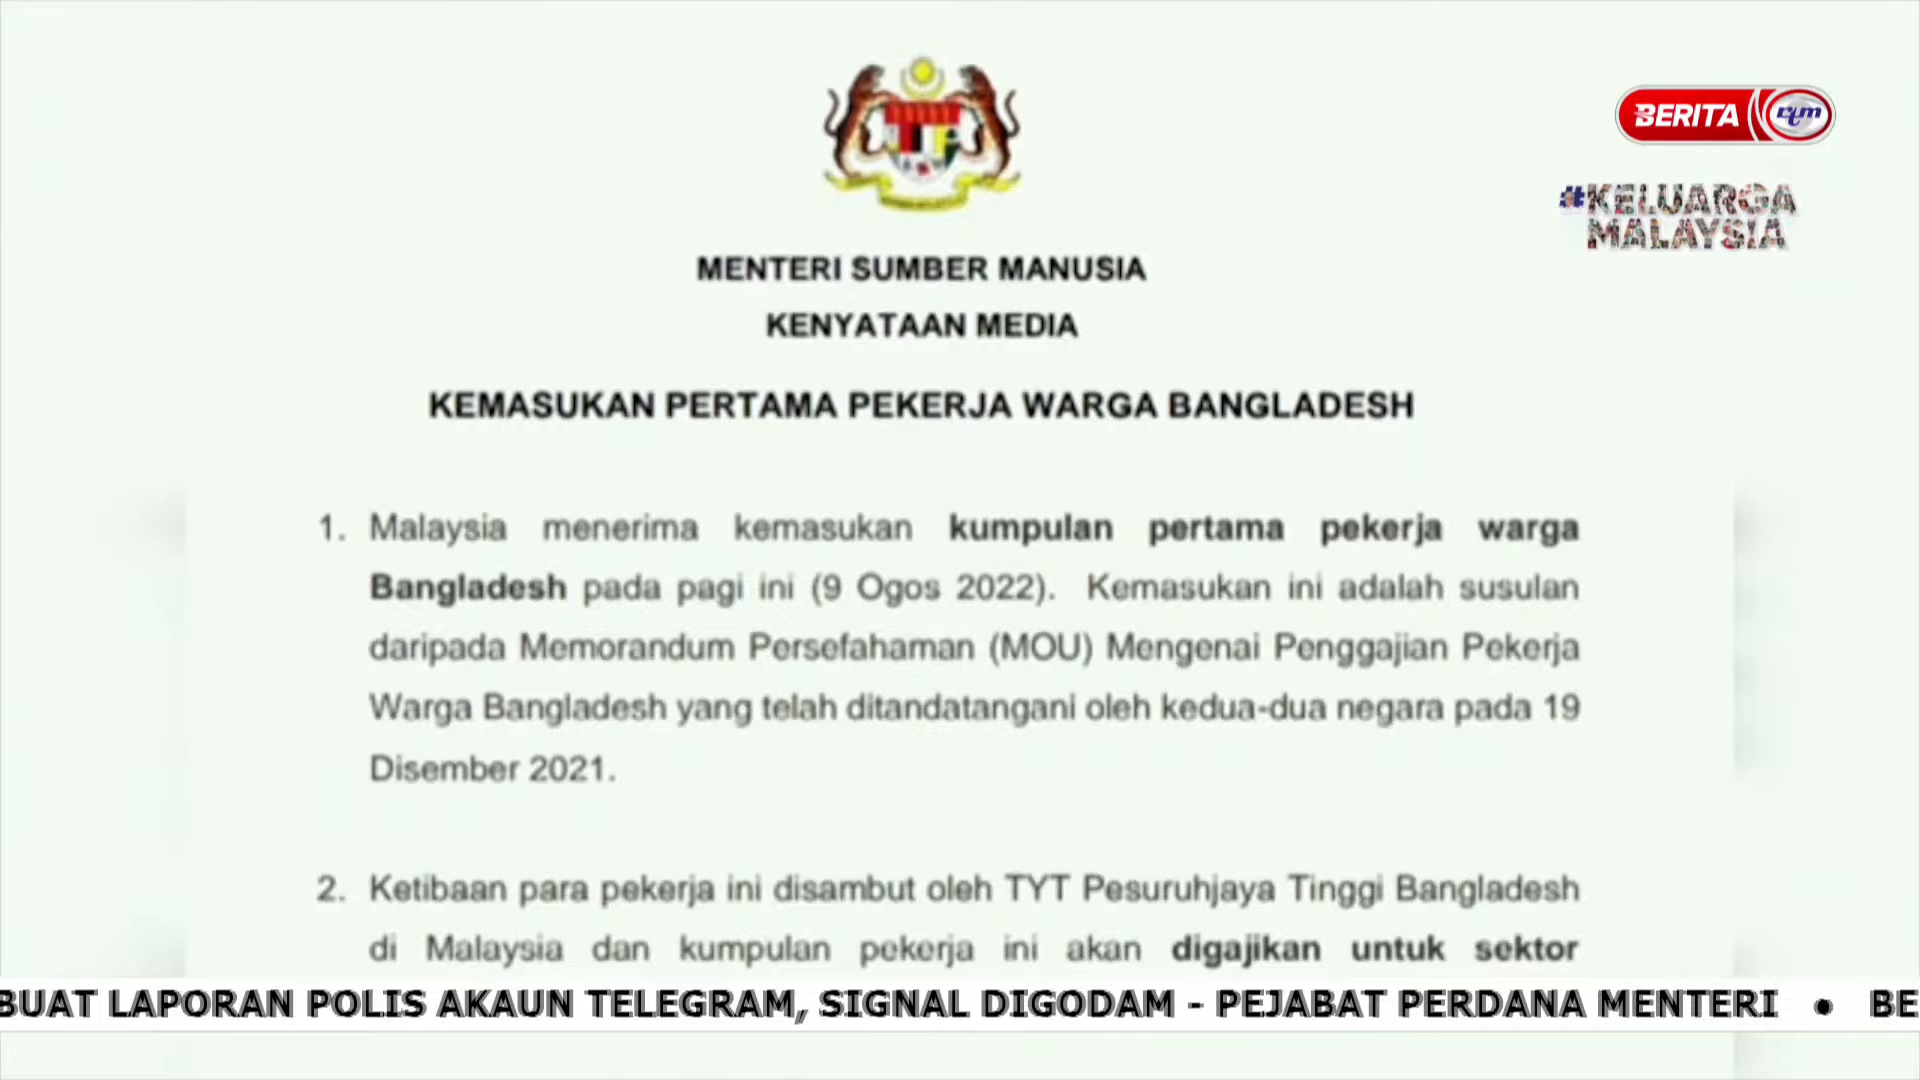 BERITA rtm
#KELUARGA
MALAYSIA
MENTERI SUMBER MANUSIA
KENYATAAN MEDIA
KEMASUKAN PERTAMA PEKERJA WARGA BANGLADESH
1. Malaysia menerima kemasukan kumpulan pertama pekerja warga
Bangladesh pada pagi ini (9 Ogos 2022). Kemasukan ini adalah susulan
daripada Memorandum Persefahaman (MOU) Mengenai Penggajian Pekerja
Warga Bangladesh yang telah ditandatangani oleh kedua-dua negara pada 19
Disember 2021.
2. Ketibaan para pekerja ini disambut oleh TYT Pesuruhjaya Tinggi Bangladesh
di Malaysia dan kumpulan pekerja ini akan digajikan untuk sektor
BUAT LAPORAN POLIS AKAUN TELEGRAM, SIGNAL DIGODAM - PEJABAT PERDANA MENTERI • BE